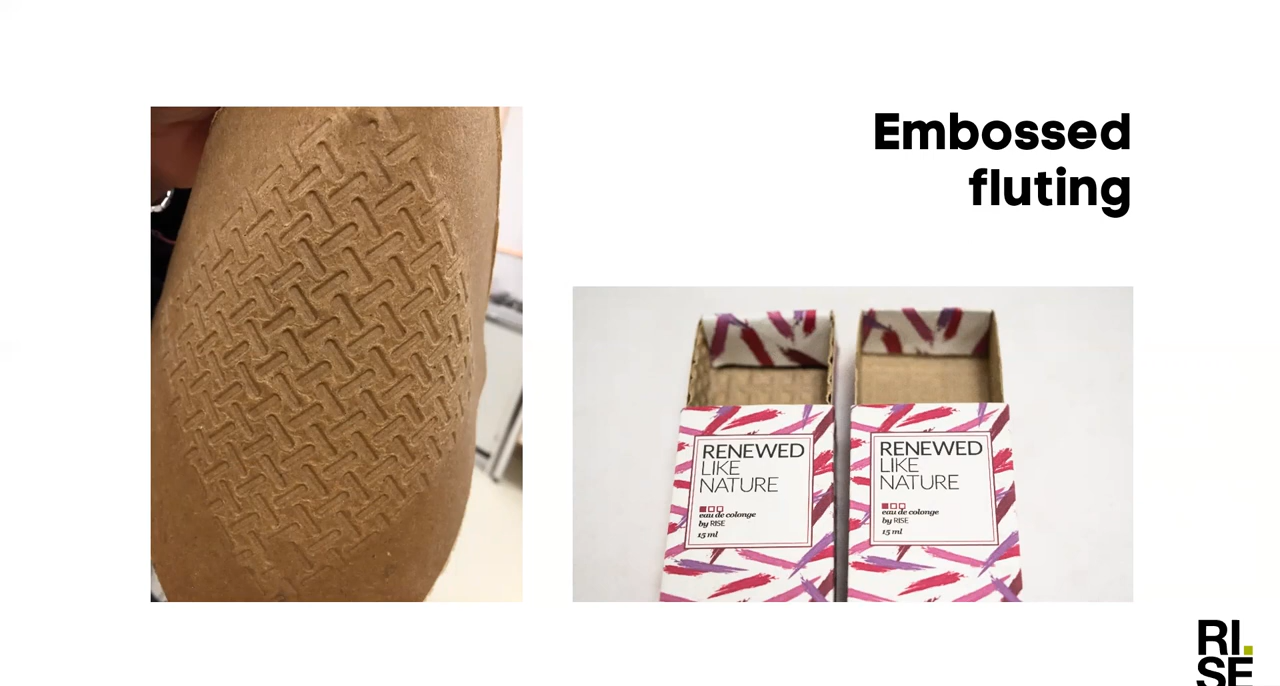 Embossed
fluting
RENEWED
LIKE
NATURE
eau de colonge
by RISE
15 ml
RENEWED
LIKE
NATURE
eau de colonge
by RISE
15 ml
RI.
SE